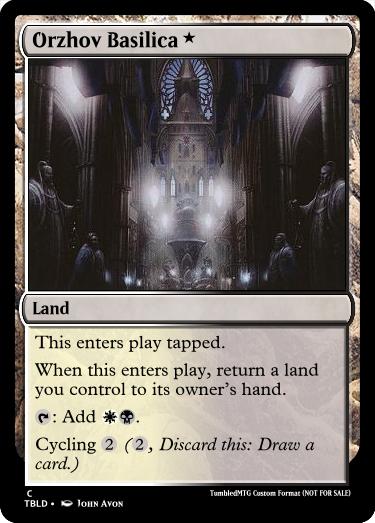 Orzhov Basilica ★
Land
This enters play tapped.
When this enters play, return a land
you control to its owner's hand.
: Add .
Cycling 2 (2, Discard this: Draw a
card.)
C
TBLD • John Avon
TumbledMTG Custom Format (NOT FOR SALE)